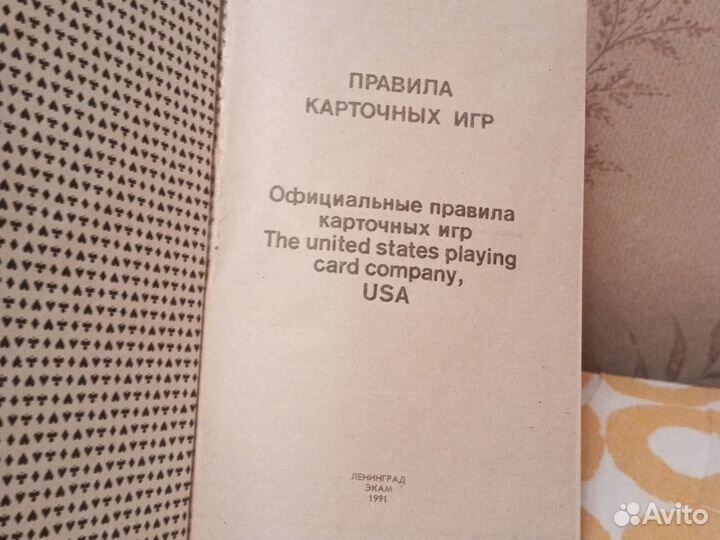 ПРАВИЛА
КАРТОЧНЫХ ИГР
Официальные правила
карточных игр
The united states playing
card company,
USA
ЛЕНИНГРАД
ЭКАМ
1991
Avito